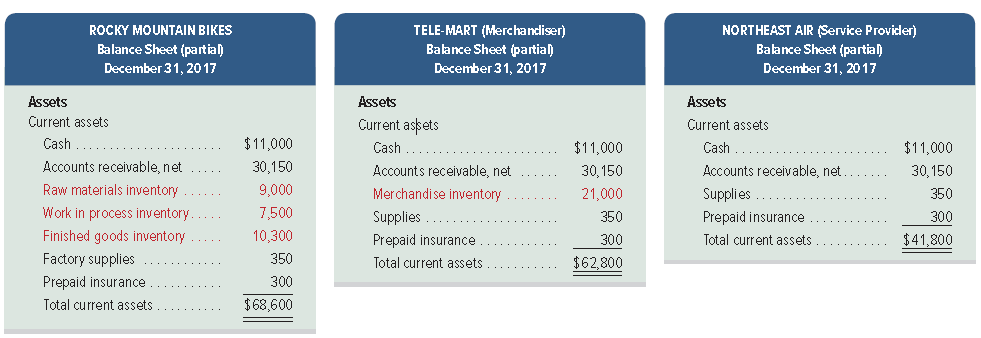 ROCKY MOUNTAIN BIKES
Balance Sheet (partial)
December 31, 2017
Assets
Current assets
Cash . . . . . . . . . . . . . . . . . . . . . . $11,000
Accounts receivable, net . . . . . 30,150
Raw materials inventory . . . . . . 9,000
Work in process inventory . . . . . 7,500
Finished goods inventory . . . . . 10,300
Factory supplies . . . . . . . . . . . . 350
Prepaid insurance . . . . . . . . . . . 300
Total current assets . . . . . . . . . . $68,600
TELE-MART (Merchandiser)
Balance Sheet (partial)
December 31, 2017
Assets
Current assets
Cash . . . . . . . . . . . . . . . . . . . . . . $11,000
Accounts receivable, net . . . . . . 30,150
Merchandise inventory . . . . . . . . 21,000
Supplies . . . . . . . . . . . . . . . . . . . 350
Prepaid insurance . . . . . . . . . . . . 300
Total current assets . . . . . . . . . . . $62,800
NORTHEAST AIR (Service Provider)
Balance Sheet (partial)
December 31, 2017
Assets
Current assets
Cash . . . . . . . . . . . . . . . . . . . . . . $11,000
Accounts receivable, net . . . . . . . 30,150
Supplies . . . . . . . . . . . . . . . . . . . 350
Prepaid insurance . . . . . . . . . . . . 300
Total current assets . . . . . . . . . . . $41,800